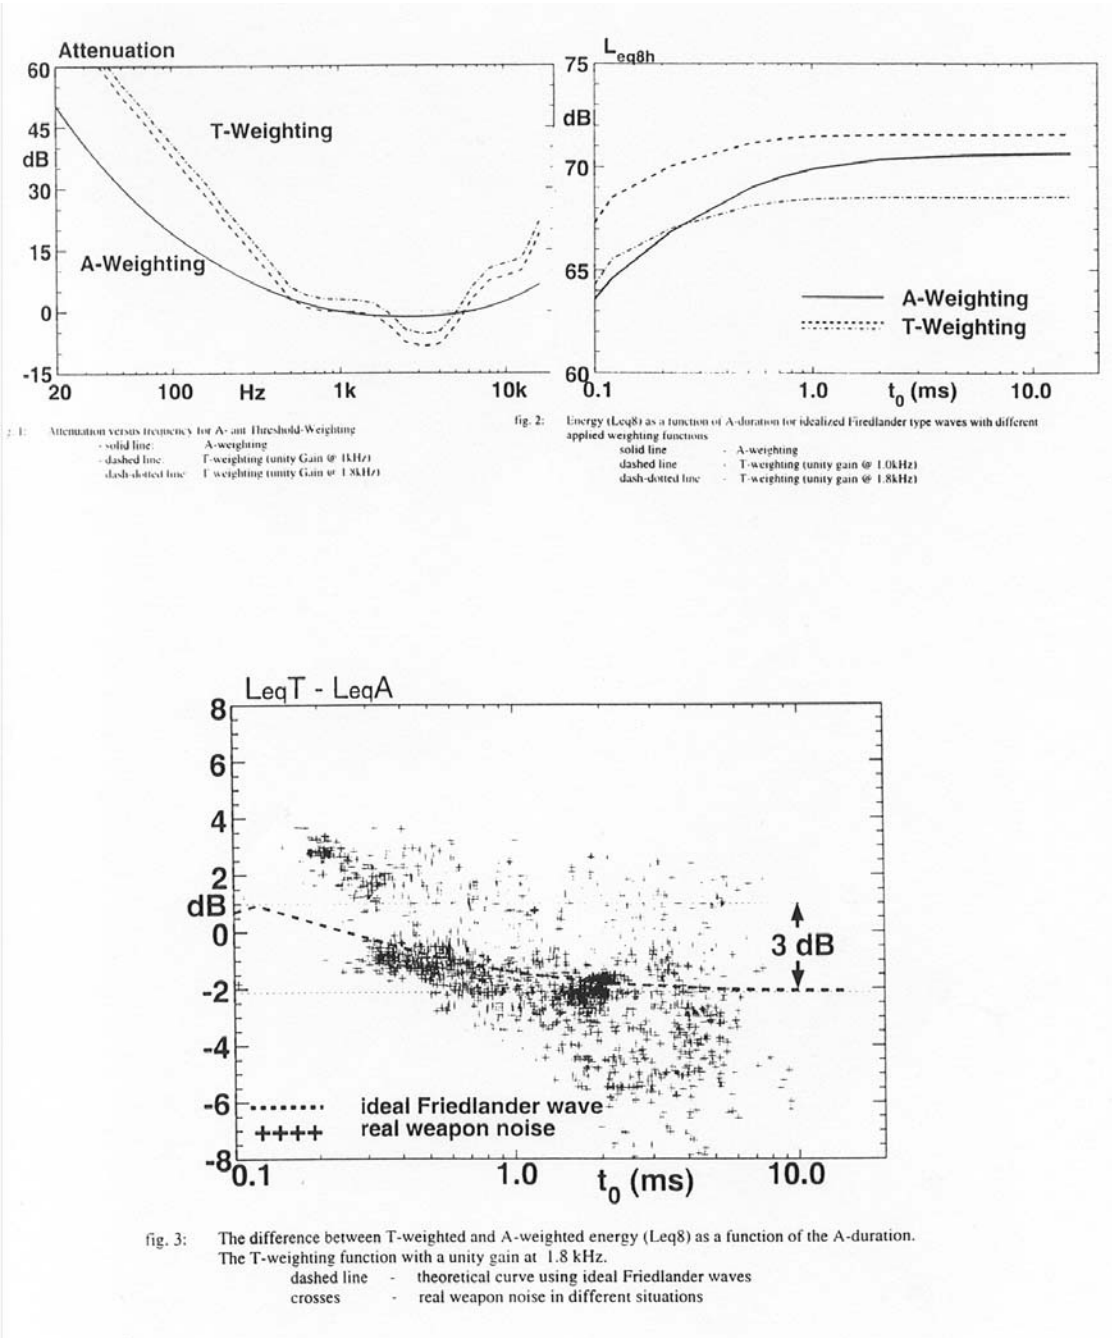 Attenuation
60
45
dB
30
15
0
-15
T-Weighting
A-Weighting
20 100 Hz 1k 10k
Attenuation versus frequency for A- Threshold-Weighting
- solid line: A-weighting
- dashed line: T-weighting (unity Gain @ 1kHz)
dash-dotted line T weighting (unity Gain @ 1.8kHz)
Leq8h
75
dB
70
65
60
A-Weighting
T-Weighting
0.1 1.0 t0 (ms) 10.0
fig. 2: Energy (Leq8) as a function of A-duration for idealized Firedlander type waves with different
applied weighting functions
solid line - A-weighting
dashed line - T-weighting (unity gain @ 1.0kHz)
dash-dotted line - T-weighting (unity gain @ 1.8kHz)
LeqT - LeqA
8
6
4
2
dB
0
-2
-4
-6
-8
3 dB
ideal Friedlander wave
++++ real weapon noise
0.1 1.0 t0 (ms) 10.0
fig. 3: The difference between T-weighted and A-weighted energy (Leq8) as a function of the A-duration.
The T-weighting function with a unity gain at 1.8 kHz.
dashed line - theoretical curve using ideal Friedlander waves
crosses - real weapon noise in different situations